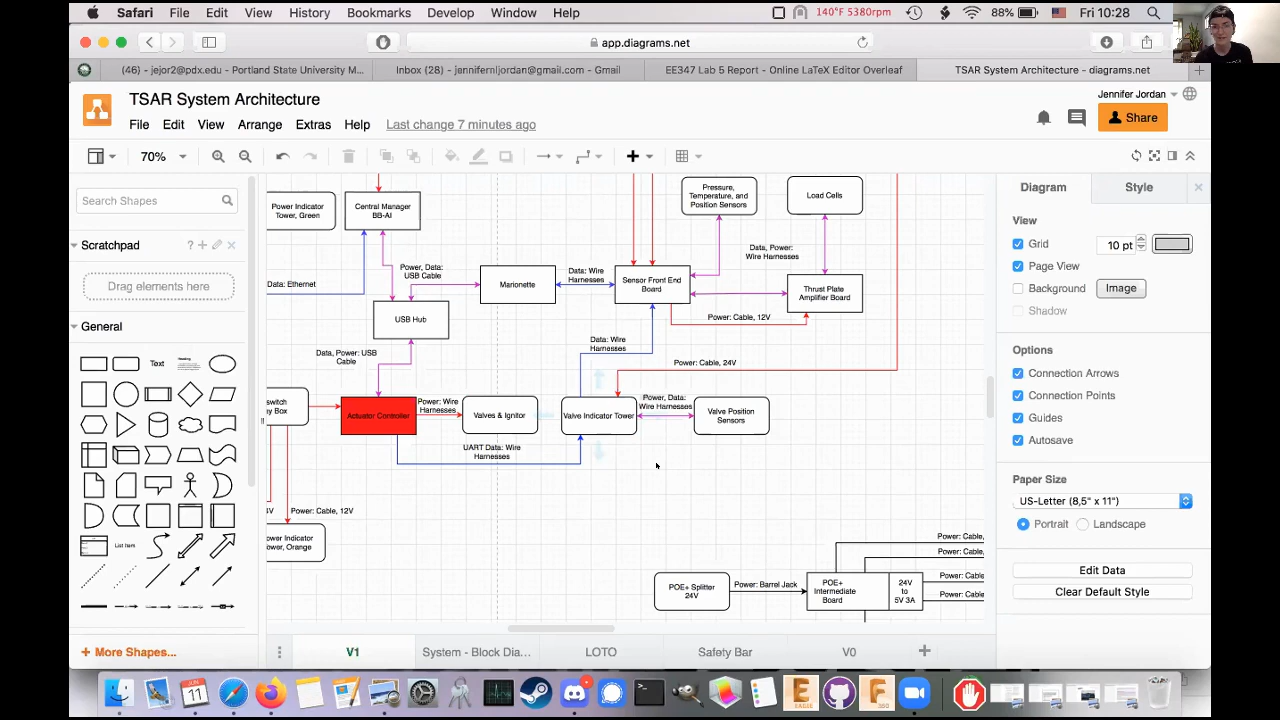 Safari File Edit View History Bookmarks Develop Window Help
140°F 5380rpm 88% Fri 10:28
app.diagrams.net
(46) - jejor2@pdx.edu - Portland State University M...
Inbox (28) - jennifernljordan@gmail.com - Gmail
EE347 Lab 5 Report - Online LaTeX Editor Overleaf
TSAR System Architecture - diagrams.net
TSAR System Architecture
Jennifer Jordan
File Edit View Arrange Extras Help Last change 7 minutes ago
Share
70%
Search Shapes
Scratchpad
?
Drag elements here
General
Text
Heading
List Item
+ More Shapes...
Power Indicator
Tower, Green
Central Manager
BB-AI
Pressure,
Temperature, and
Position Sensors
Load Cells
Data, Power:
Wire Harnesses
Power, Data:
USB Cable
Data: Ethernet
Marionette
Data: Wire
Harnesses
Sensor Front End
Board
Thrust Plate
Amplifier Board
USB Hub
Power: Cable, 12V
Data, Power: USB
Cable
Data: Wire
Harnesses
Power: Cable, 24V
switch
y Box
!!
Actuator Controller
Power: Wire
Harnesses
Valves & Ignitor
Valve Indicator Tower
Power, Data:
Wire Harnesses
Valve Position
Sensors
UART Data: Wire
Harnesses
4V
Power: Cable, 12V
ower Indicator
ower, Orange
Power: Cable,
Power: Cable,
POE+ Splitter
24V
Power: Barrel Jack
POE+
Intermediate
Board
24V
to
5V 3A
Power: Cable
Power: Cable
Diagram Style
View
Grid 10 pt
Page View
Background Image
Shadow
Options
Connection Arrows
Connection Points
Guides
Autosave
Paper Size
US-Letter (8,5" x 11")
Portrait Landscape
Edit Data
Clear Default Style
V1 System - Block Dia... LOTO Safety Bar V0
JUN
11